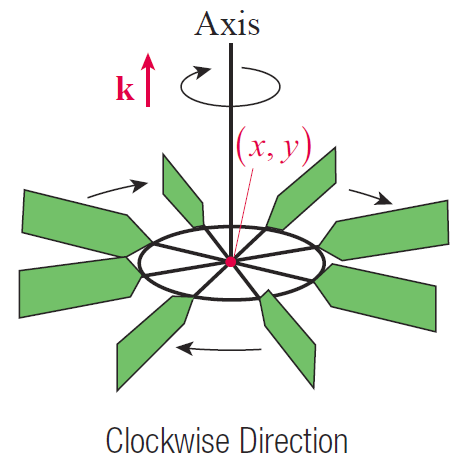 Axis
k
(x, y)
Clockwise Direction